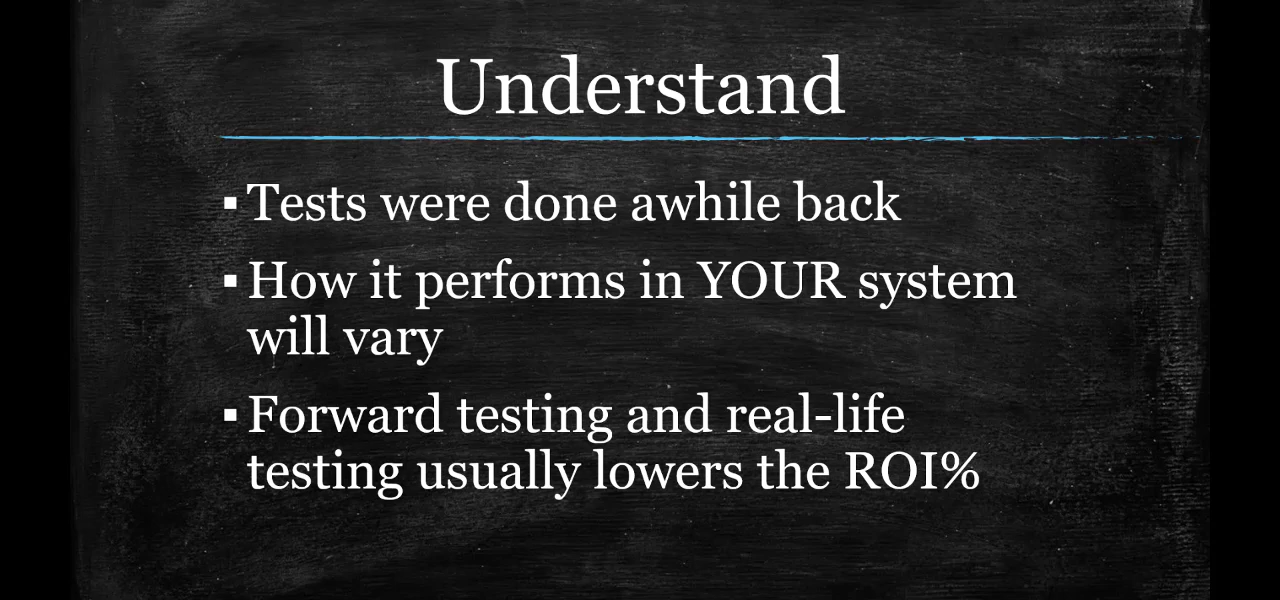 Understand
▪ Tests were done awhile back
▪ How it performs in YOUR system
will vary
▪ Forward testing and real-life
testing usually lowers the ROI%